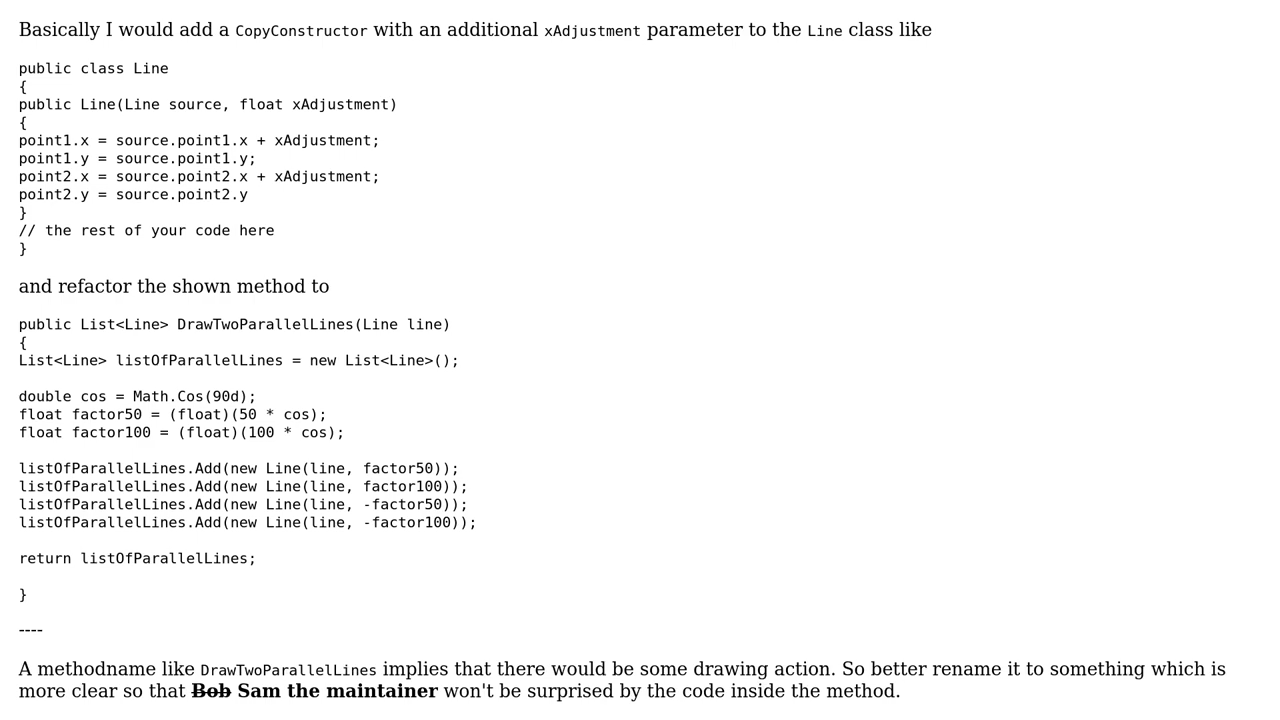 Basically I would add a CopyConstructor with an additional xAdjustment parameter to the Line class like
public class Line
{
public Line(Line source, float xAdjustment)
{
point1.x = source.point1.x + xAdjustment;
point1.y = source.point1.y;
point2.x = source.point2.x + xAdjustment;
point2.y = source.point2.y
}
// the rest of your code here
}
and refactor the shown method to
public List<Line> DrawTwoParallelLines(Line line)
{
List<Line> listOfParallelLines = new List<Line>();
double cos = Math.Cos(90d);
float factor50 = (float)(50 * cos);
float factor100 = (float)(100 * cos);
listOfParallelLines.Add(new Line(line, factor50));
listOfParallelLines.Add(new Line(line, factor100));
listOfParallelLines.Add(new Line(line, -factor50));
listOfParallelLines.Add(new Line(line, -factor100));
return listOfParallelLines;
}
----
A methodname like DrawTwoParallelLines implies that there would be some drawing action. So better rename it to something which is
more clear so that Bob Sam the maintainer won't be surprised by the code inside the method.